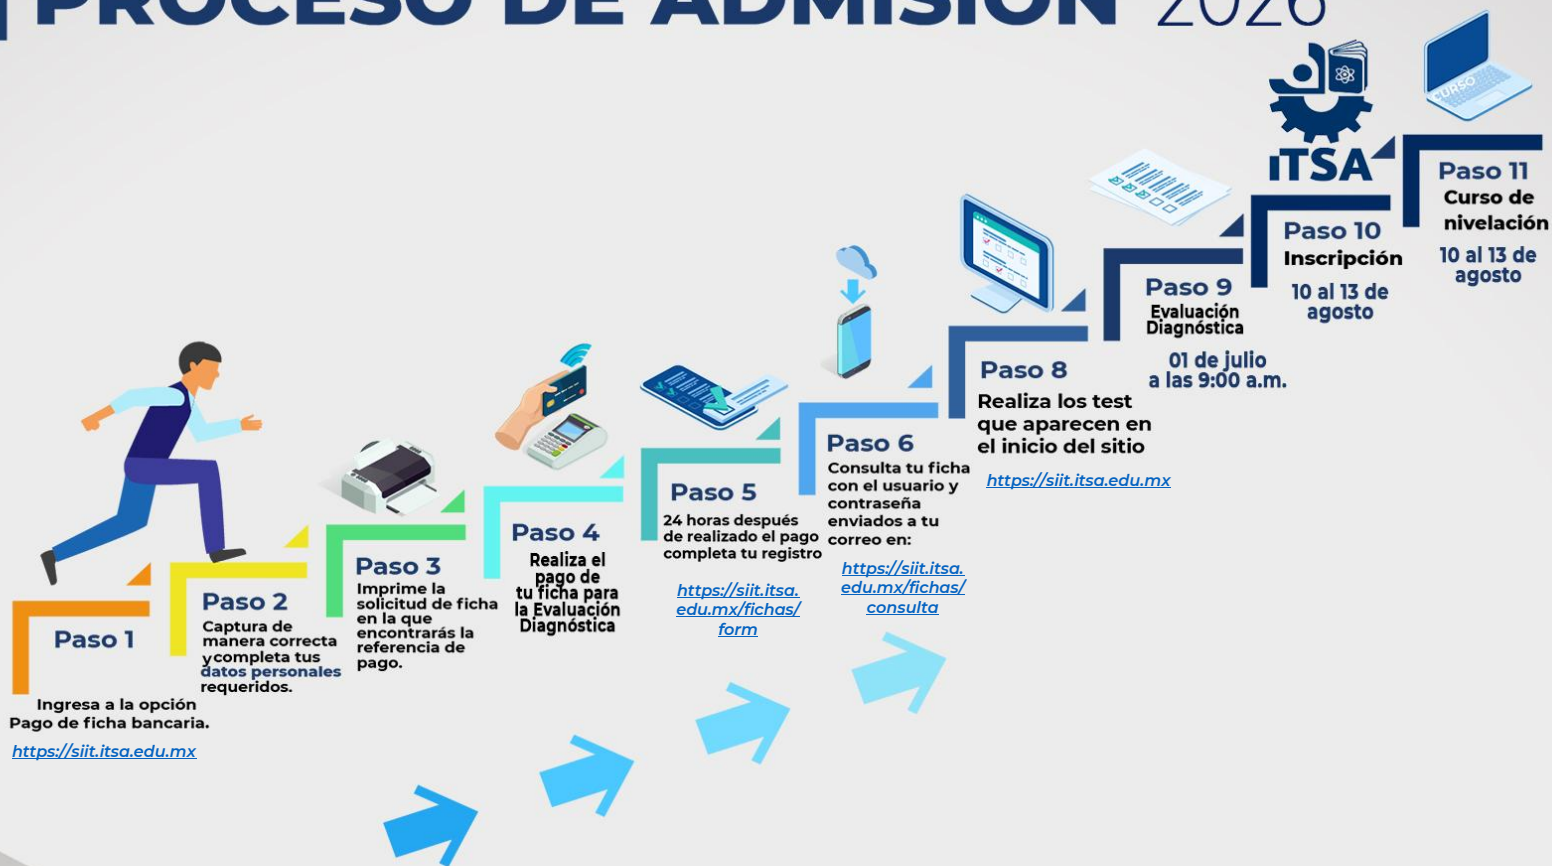 PROCESO DE ADMISIÓN 2026
Paso 1
Ingresa a la opción
Pago de ficha bancaria.
https://siit.itsa.edu.mx
Paso 2
Captura de
manera correcta
y completa tus
datos personales
requeridos.
Paso 3
Imprime la
solicitud de ficha
en la que
encontrarás la
referencia de
pago.
Paso 4
Realiza el
pago de
tu ficha para
la Evaluación
Diagnóstica
Paso 5
24 horas después
de realizado el pago
completa tu registro
https://siit.itsa.
edu.mx/fichas/
form
Paso 6
Consulta tu ficha
con el usuario y
contraseña
enviados a tu
correo en:
https://siit.itsa.
edu.mx/fichas/
consulta
Paso 8
Realiza los test
que aparecen en
el inicio del sitio
https://siit.itsa.edu.mx
Paso 9
Evaluación
Diagnóstica
01 de julio
a las 9:00 a.m.
ITSA
Paso 10
Inscripción
10 al 13 de
agosto
CURSO
Paso 11
Curso de
nivelación
10 al 13 de
agosto